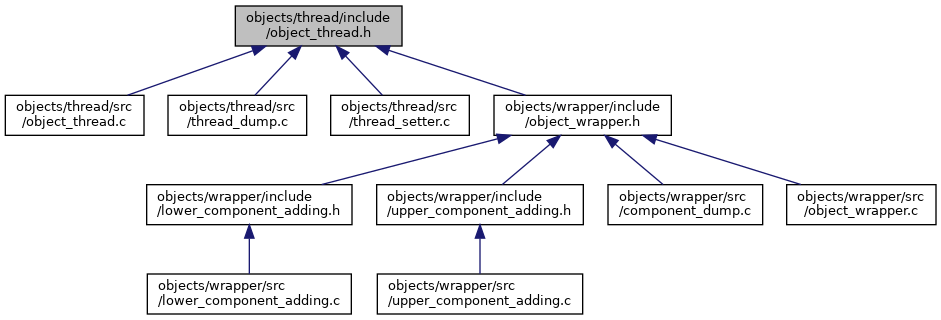 objects/thread/include
/object_thread.h
objects/thread/src
/object_thread.c
objects/thread/src
/thread_dump.c
objects/thread/src
/thread_setter.c
objects/wrapper/include
/object_wrapper.h
objects/wrapper/include
/lower_component_adding.h
objects/wrapper/include
/upper_component_adding.h
objects/wrapper/src
/component_dump.c
objects/wrapper/src
/object_wrapper.c
objects/wrapper/src
/lower_component_adding.c
objects/wrapper/src
/upper_component_adding.c